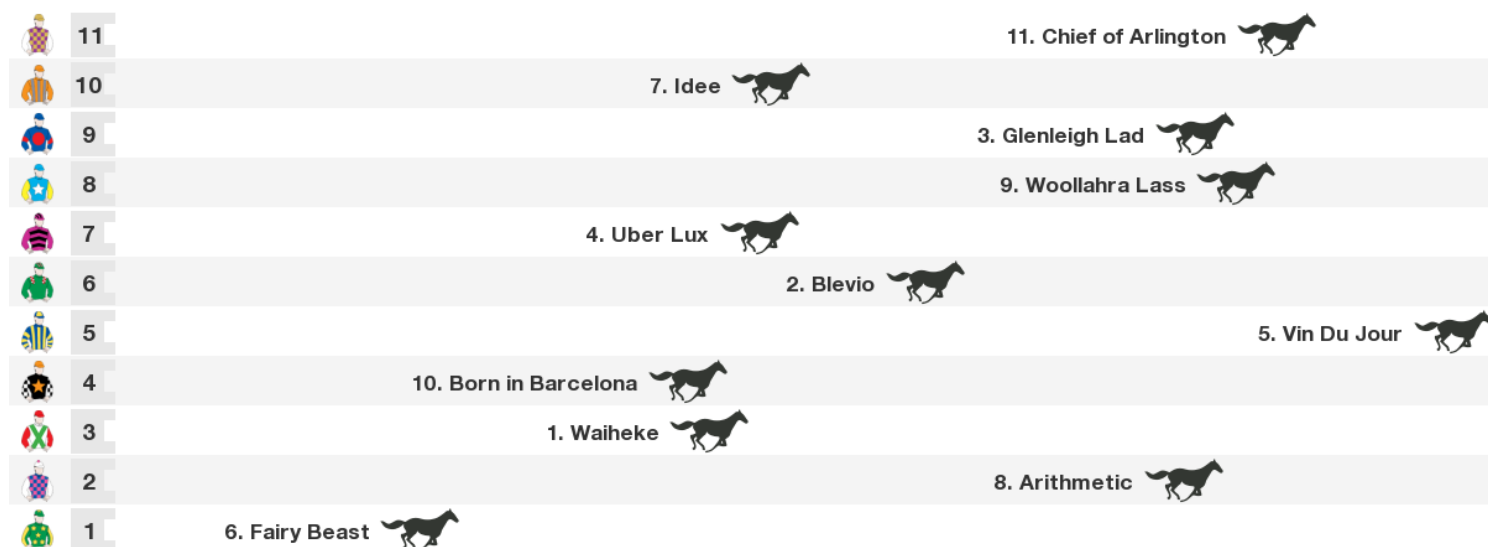 11 11. Chief of Arlington
10 7. Idee
9 3. Glenleigh Lad
8 9. Woollahra Lass
7 4. Uber Lux
6 2. Blevio
5 5. Vin Du Jour
4 10. Born in Barcelona
3 1. Waiheke
2 8. Arithmetic
1 6. Fairy Beast